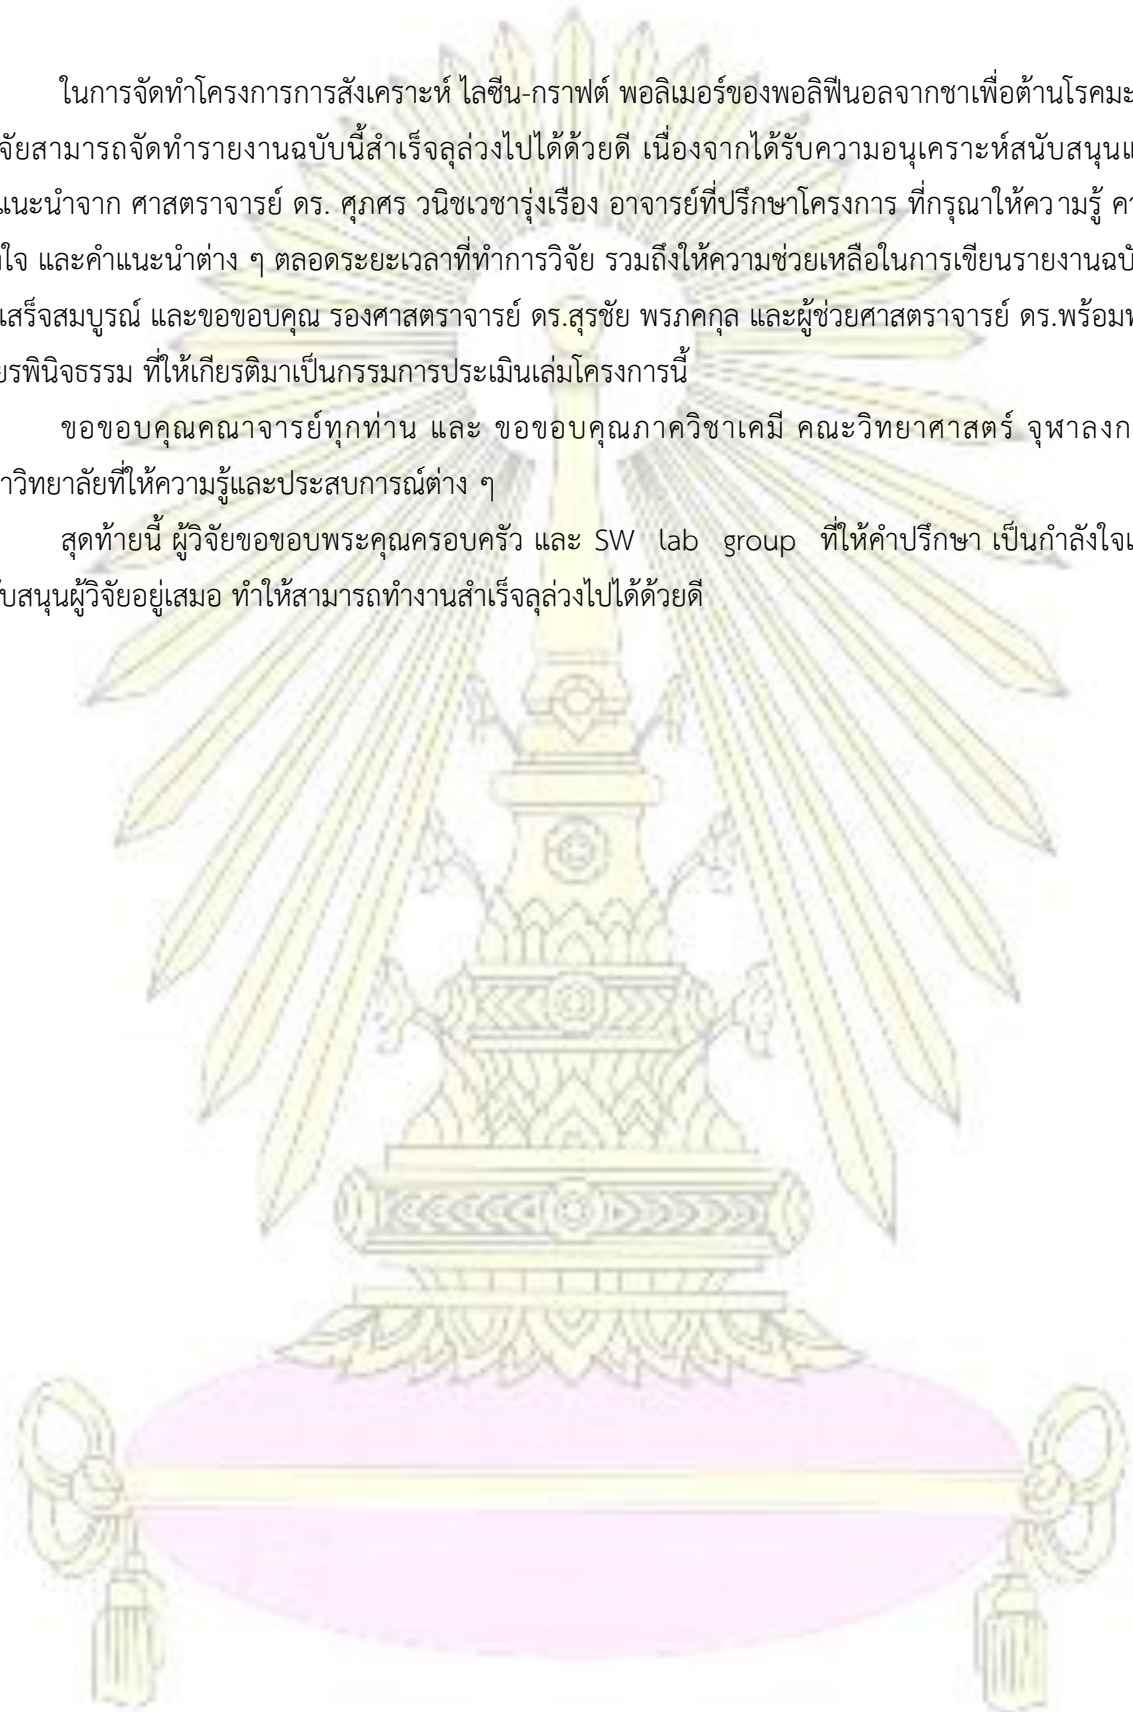 ในการจัดทำโครงการการสังเคราะห์ ไลซีน-กราฟต์ พอลิเมอร์ของพอลิฟีนอลจากชาเพื่อต้านโรคมะ
จัยสามารถจัดทำรายงานฉบับนี้สำเร็จลุล่วงไปได้ด้วยดี เนื่องจากได้รับความอนุเคราะห์สนับสนุนแ
แนะนำจาก ศาสตราจารย์ ดร. ศุภศร วนิชเวชารุ่งเรือง อาจารย์ที่ปรึกษาโครงการ ที่กรุณาให้ความรู้ คว
ใจ และคำแนะนำต่าง ๆ ตลอดระยะเวลาที่ทำการวิจัย รวมถึงให้ความช่วยเหลือในการเขียนรายงานฉบั
เสร็จสมบูรณ์ และขอขอบคุณ รองศาสตราจารย์ ดร.สุรชัย พรภคกุล และผู้ช่วยศาสตราจารย์ ดร.พร้อมพ
ยรพินิจธรรม ที่ให้เกียรติมาเป็นกรรมการประเมินเล่มโครงการนี้
ขอขอบคุณคณาจารย์ทุกท่าน และ ขอขอบคุณภาควิชาเคมี คณะวิทยาศาสตร์ จุฬาลงก
าวิทยาลัยที่ให้ความรู้และประสบการณ์ต่าง ๆ
สุดท้ายนี้ ผู้วิจัยขอขอบพระคุณครอบครัว และ SW lab group ที่ให้คำปรึกษา เป็นกำลังใจแ
ับสนุนผู้วิจัยอยู่เสมอ ทำให้สามารถทำงานสำเร็จลุล่วงไปได้ด้วยดี